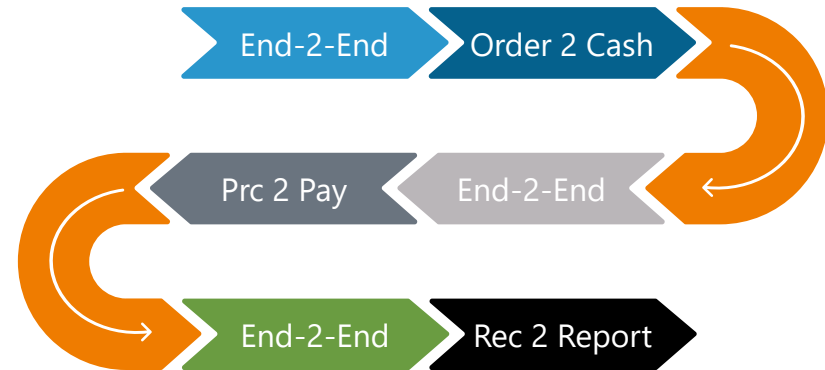 End-2-End
Order 2 Cash
Prc 2 Pay
End-2-End
End-2-End
Rec 2 Report